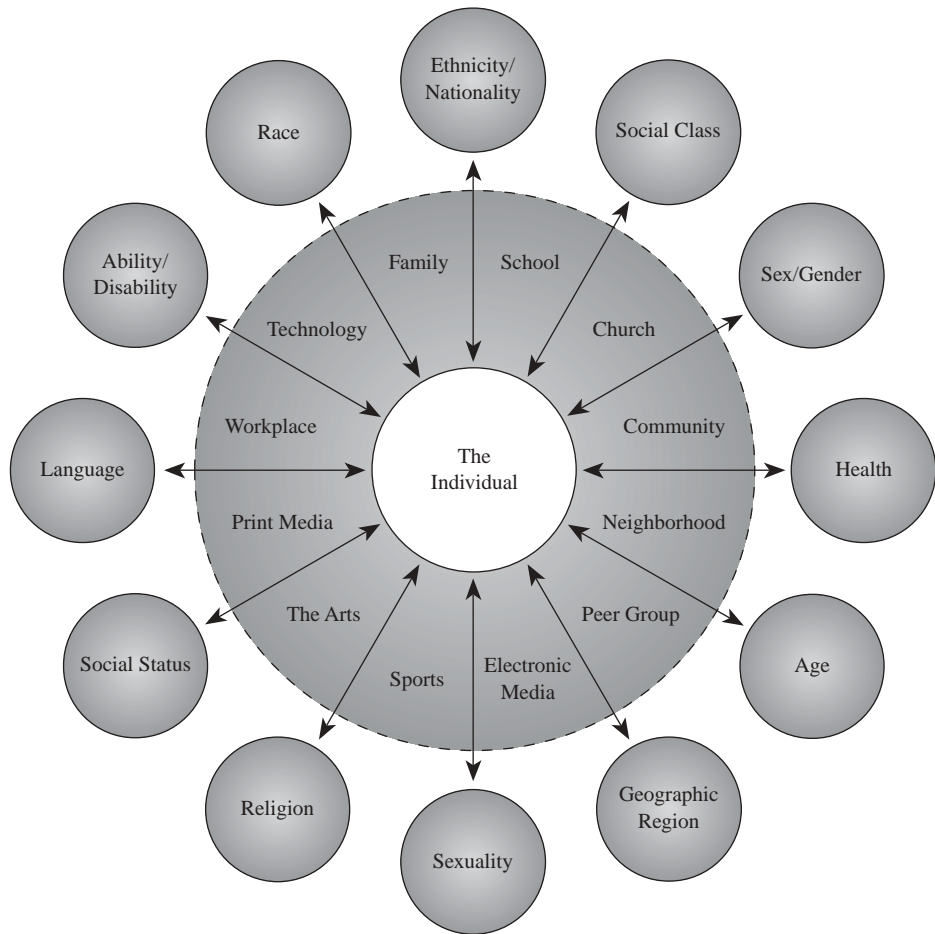 Ethnicity/
Nationality
Race
Social Class
Ability/
Disability
Sex/Gender
Family
School
Technology
Church
Workplace
Community
Language
The
Individual
Health
Print Media
Neighborhood
The Arts
Peer Group
Social Status
Age
Sports
Electronic
Media
Religion
Geographic
Region
Sexuality